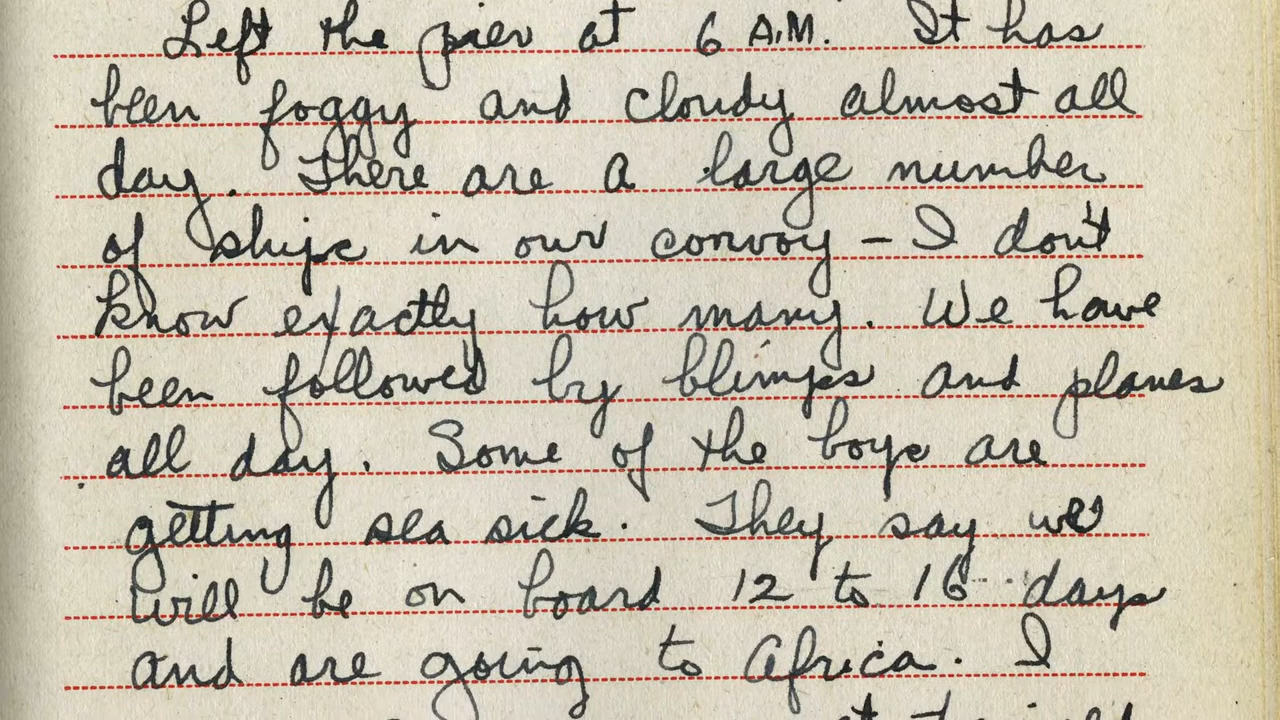 Left the pier at 6 A.M. It has
been foggy and cloudy almost all
day. There are a large number
of ships in our convoy – I don't
know exactly how many. We have
been followed by blimps and planes
all day. Some of the boys are
getting sea sick. They say we
will be on board 12 to 16 days
and are going to Africa. I